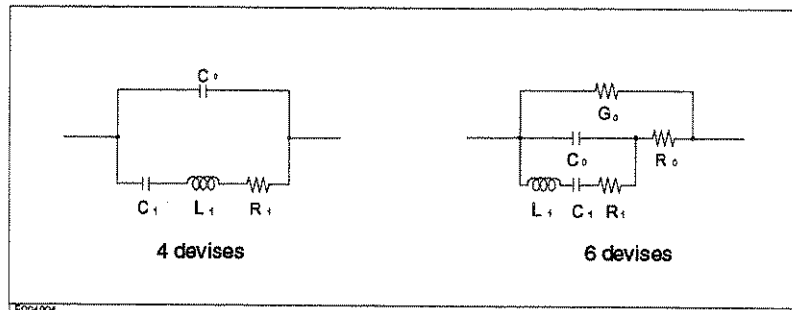 C₀
C₁ L₁ R₁
4 devises
G₀
C₀ R₀
L₁ C₁ R₁
6 devises